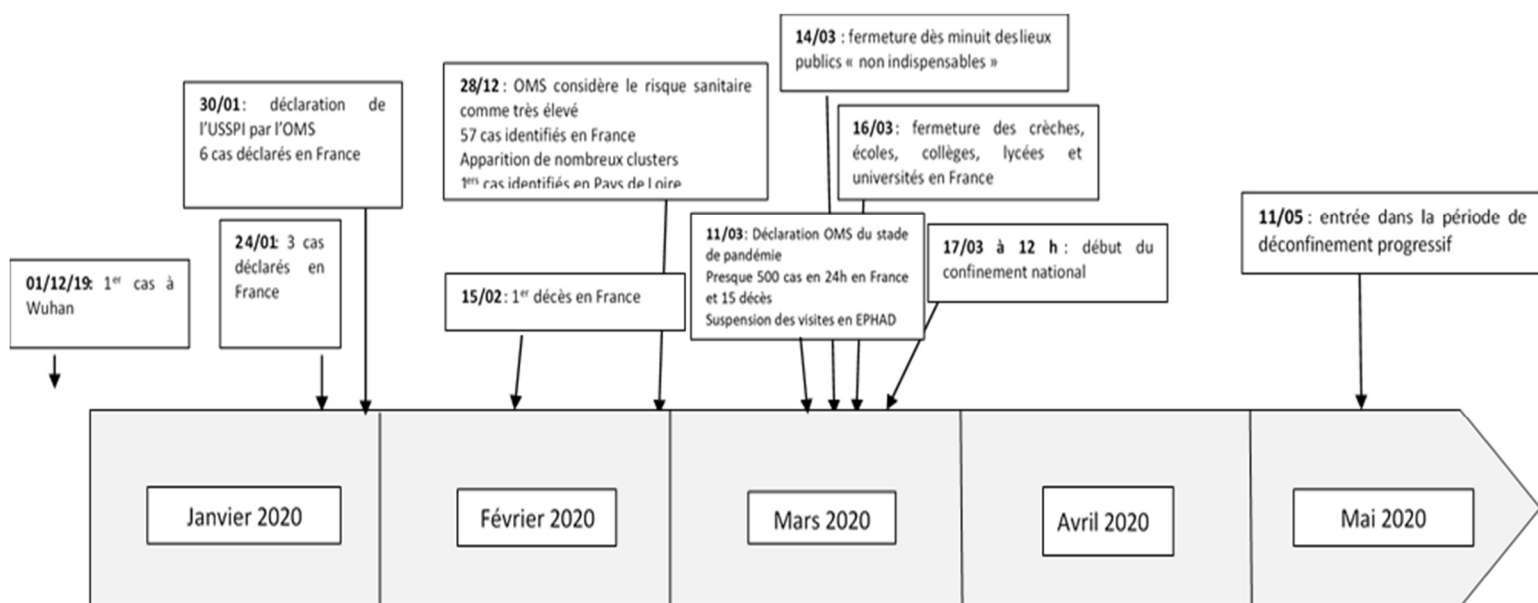 01/12/19: 1er cas à
Wuhan
24/01: 3 cas
déclarés en
France
30/01: déclaration de
l'USSPI par l'OMS
6 cas déclarés en France
15/02: 1er décès en France
28/12: OMS considère le risque sanitaire
comme très élevé
57 cas identifiés en France
Apparition de nombreux clusters
1ers cas identifiés en Pays de Loire
11/03: Déclaration OMS du stade
de pandémie
Presque 500 cas en 24h en France
et 15 décès
Suspension des visites en EPHAD
14/03 : fermeture dès minuit des lieux
publics « non indispensables »
16/03: fermeture des crèches,
écoles, collèges, lycées et
universités en France
17/03 à 12 h : début du
confinement national
11/05 : entrée dans la période de
déconfinement progressif
Janvier 2020
Février 2020
Mars 2020
Avril 2020
Mai 2020